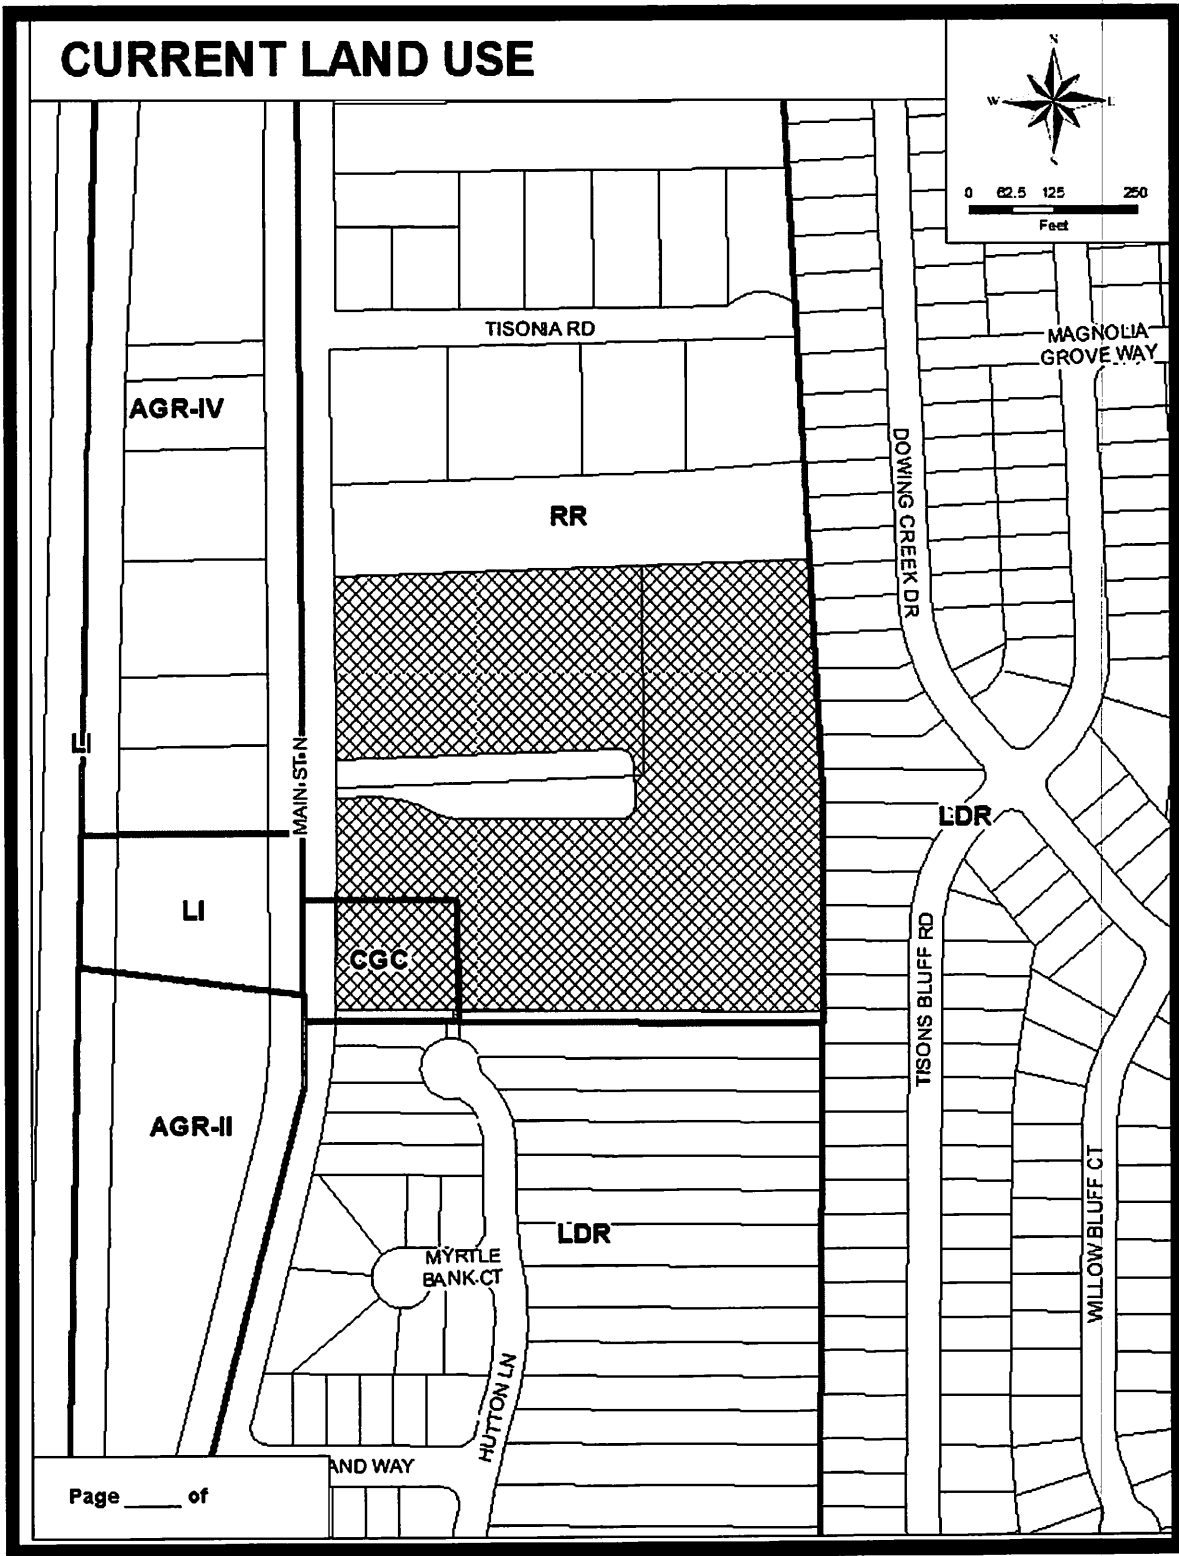 CURRENT LAND USE
N
W
E
S
0 62.5 125 250
Feet
TISONIA RD
MAGNOLIA
GROVE WAY
AGR-IV
DOWING CREEK DR
RR
LI
MAIN ST N
LDR
LI
CGC
TISONS BLUFF RD
AGR-II
WILLOW BLUFF CT
LDR
MYRTLE
BANK CT
HUTTON LN
AND WAY
Page _____ of